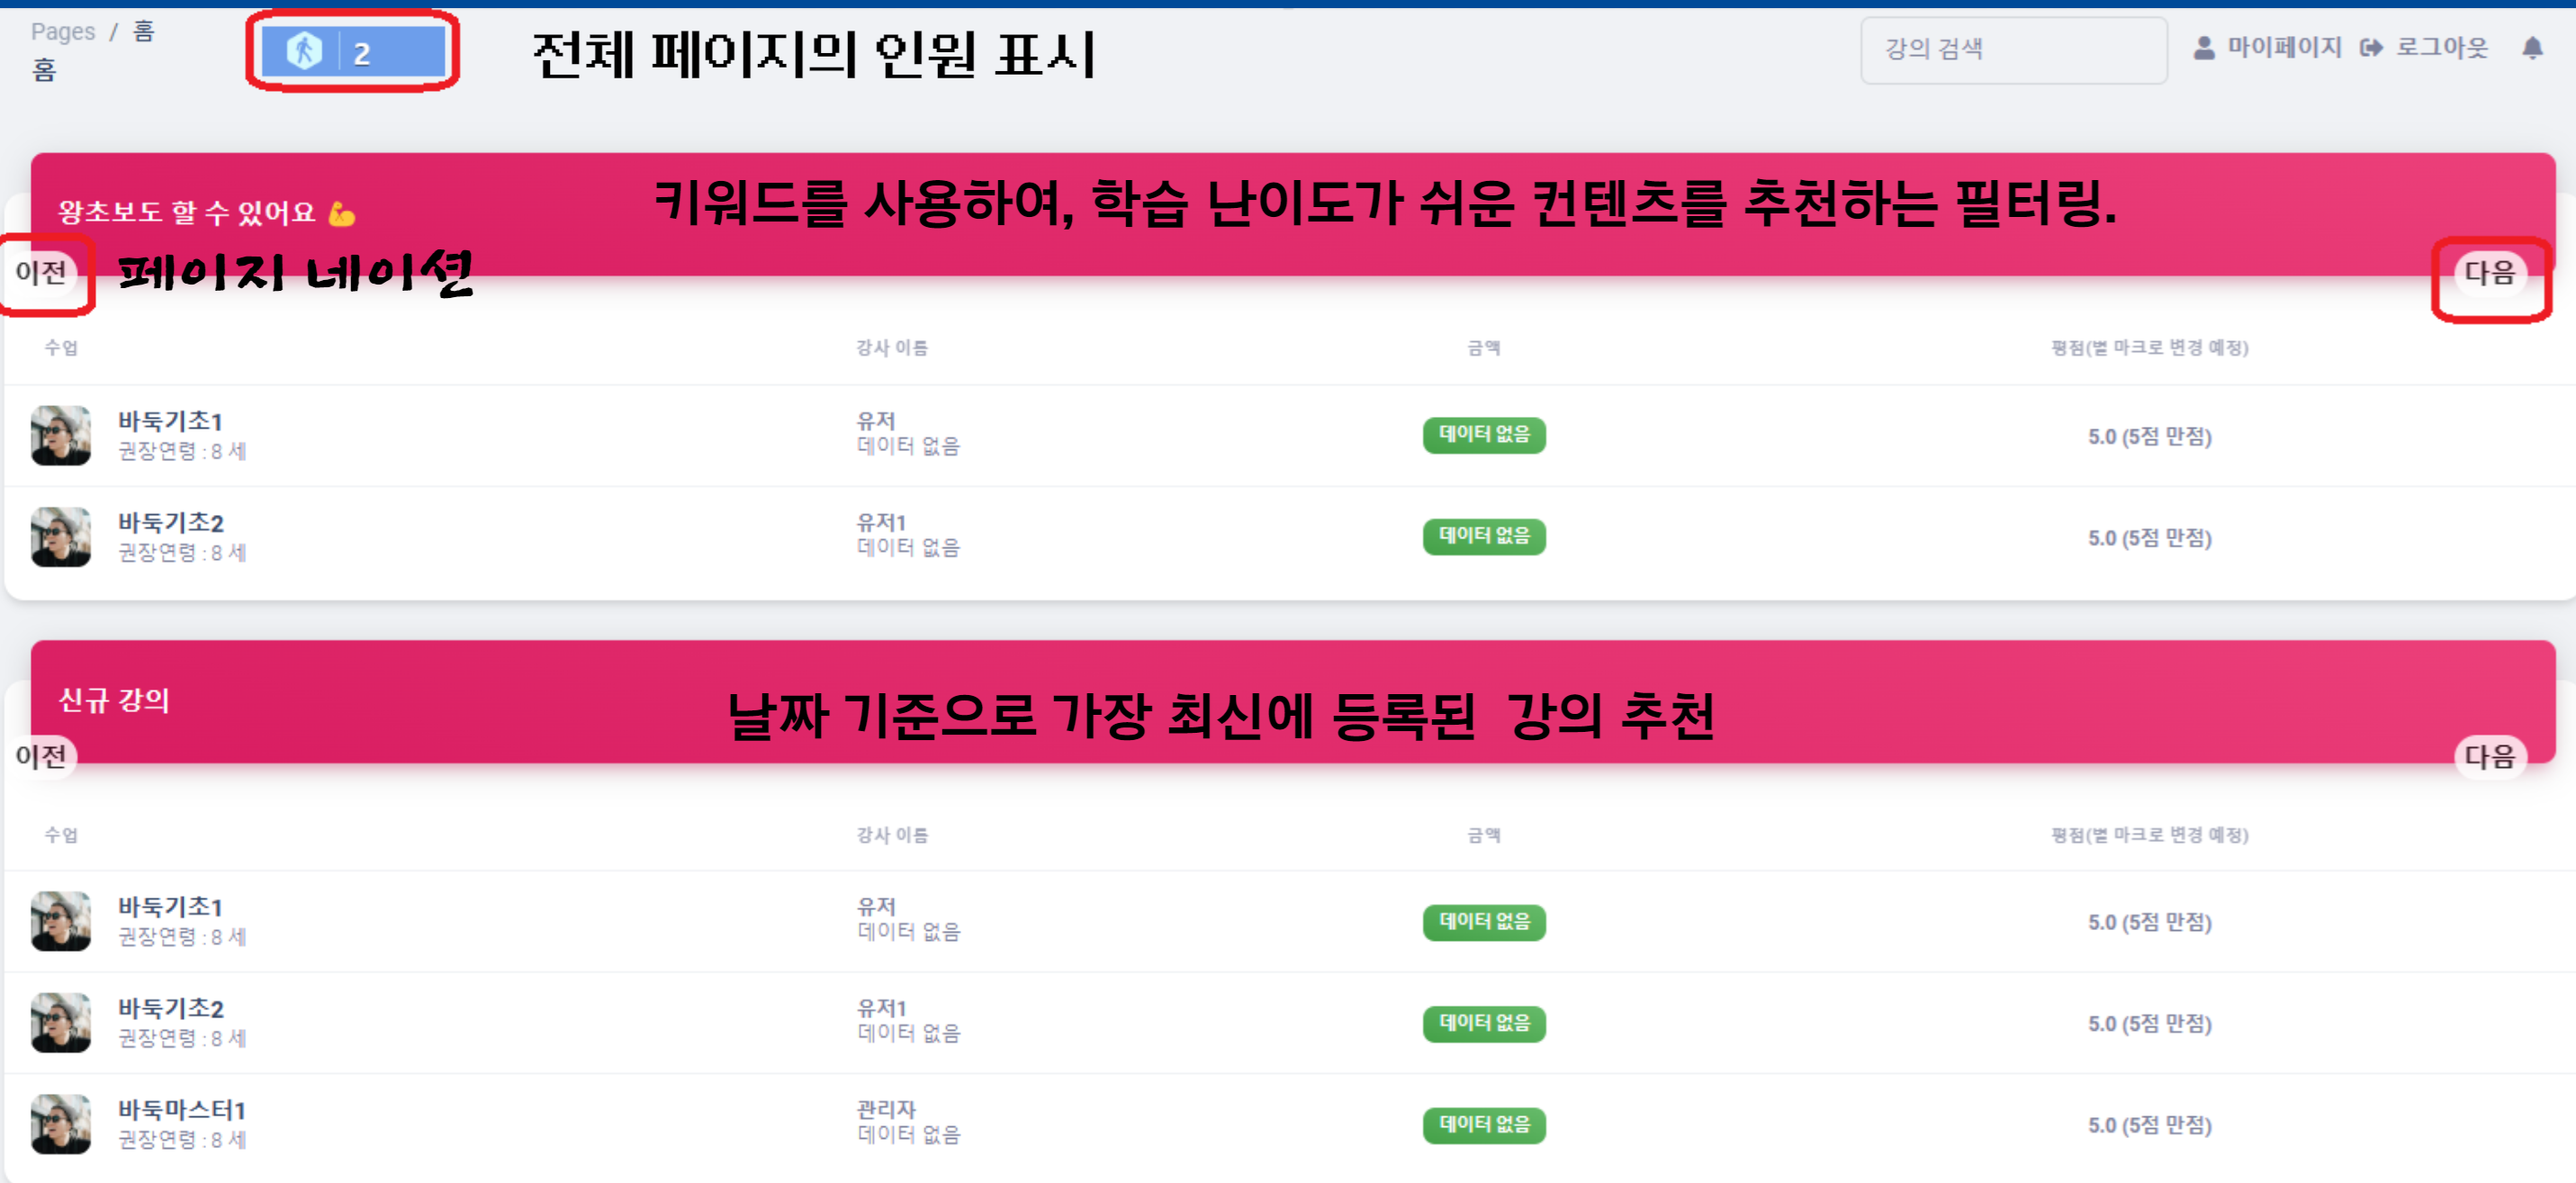 Pages / 홈
홈
2
전체 페이지의 인원 표시
강의 검색
마이페이지
로그아웃
왕초보도 할 수 있어요 💪
키워드를 사용하여, 학습 난이도가 쉬운 컨텐츠를 추천하는 필터링.
이전
페이지 네이션
다음
수업 강사 이름 금액 평점(별 마크로 변경 예정)
바둑기초1
권장연령 : 8 세
유저
데이터 없음
데이터 없음
5.0 (5점 만점)
바둑기초2
권장연령 : 8 세
유저1
데이터 없음
데이터 없음
5.0 (5점 만점)
신규 강의
날짜 기준으로 가장 최신에 등록된 강의 추천
이전
다음
수업 강사 이름 금액 평점(별 마크로 변경 예정)
바둑기초1
권장연령 : 8 세
유저
데이터 없음
데이터 없음
5.0 (5점 만점)
바둑기초2
권장연령 : 8 세
유저1
데이터 없음
데이터 없음
5.0 (5점 만점)
바둑마스터1
권장연령 : 8 세
관리자
데이터 없음
데이터 없음
5.0 (5점 만점)